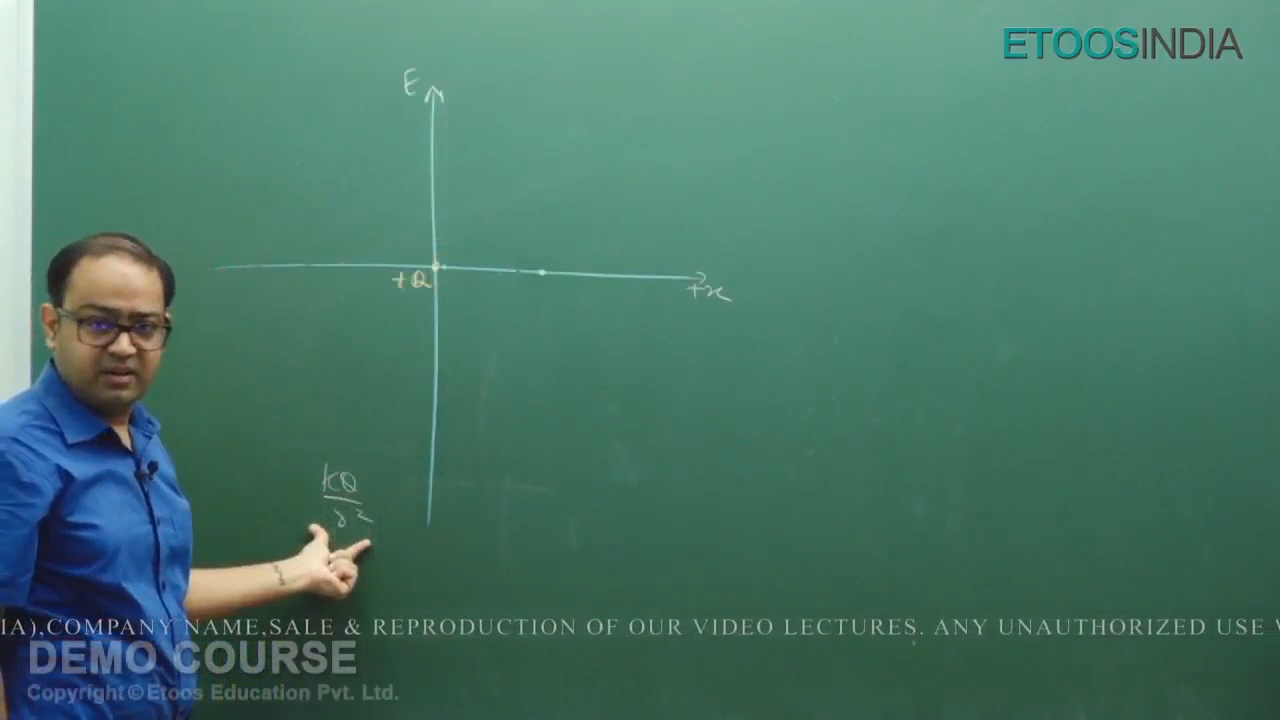 ETOOSINDIA
E
+Q
+x
KQ
r2
IA),COMPANY NAME,SALE & REPRODUCTION OF OUR VIDEO LECTURES. ANY UNAUTHORIZED USE
DEMO COURSE
Copyright©Etoos Education Pvt. Ltd.